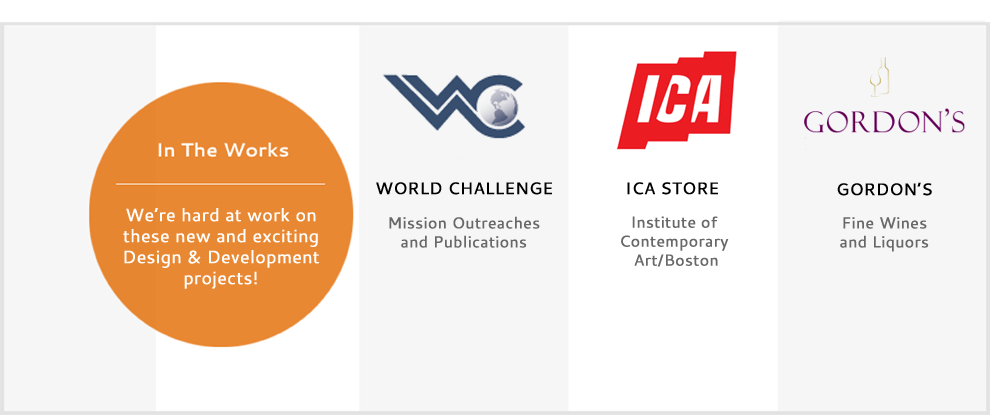 In The Works
We're hard at work on
these new and exciting
Design & Development
projects!
WC
WORLD CHALLENGE
Mission Outreaches
and Publications
ICA
ICA STORE
Institute of
Contemporary
Art/Boston
GORDON'S
GORDON'S
Fine Wines
and Liquors